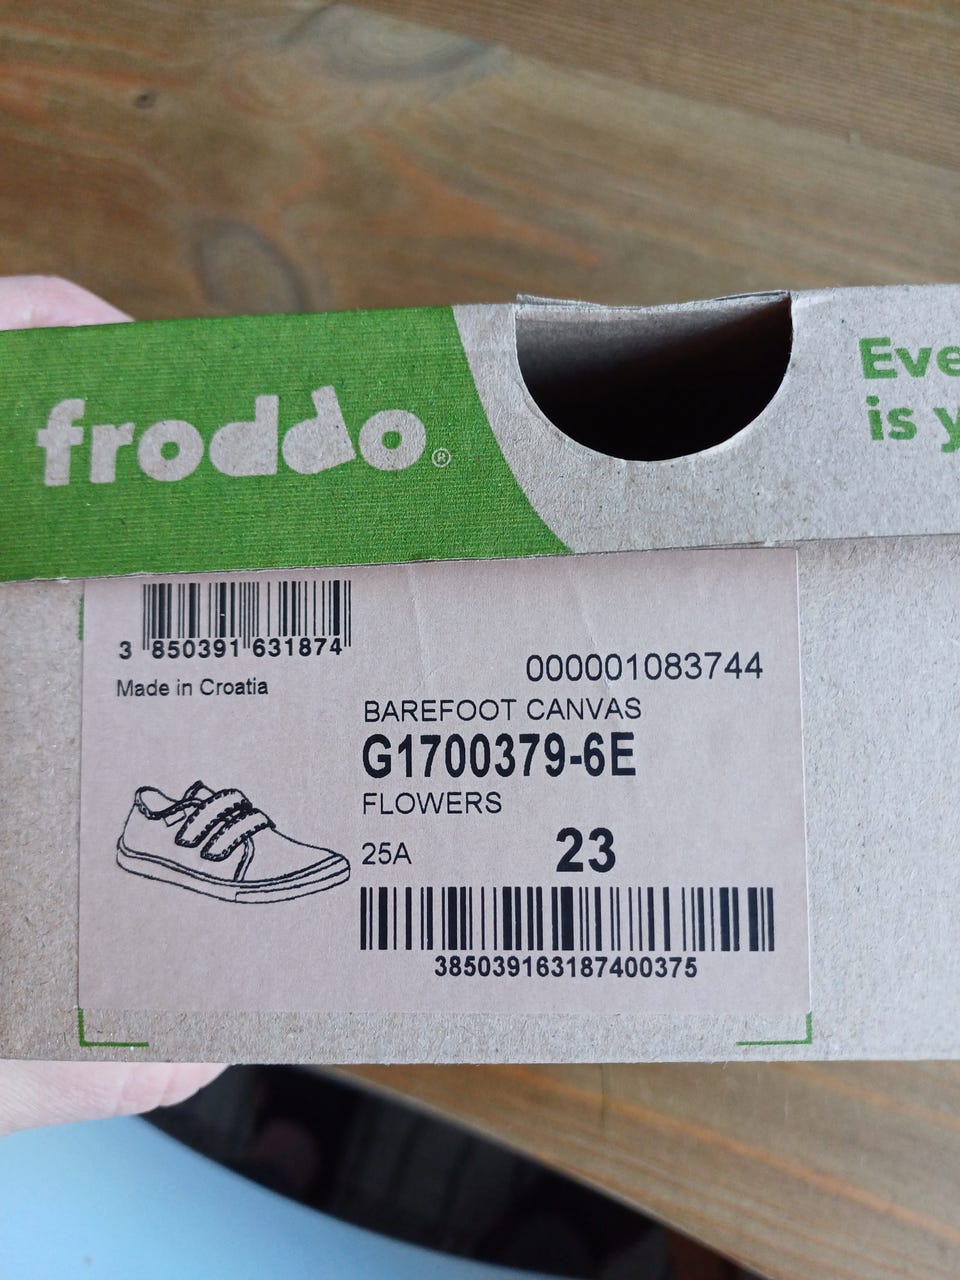 froddo®
Eve
is y
3 850391 631874
Made in Croatia
000001083744
BAREFOOT CANVAS
G1700379-6E
FLOWERS
25A 23
385039163187400375